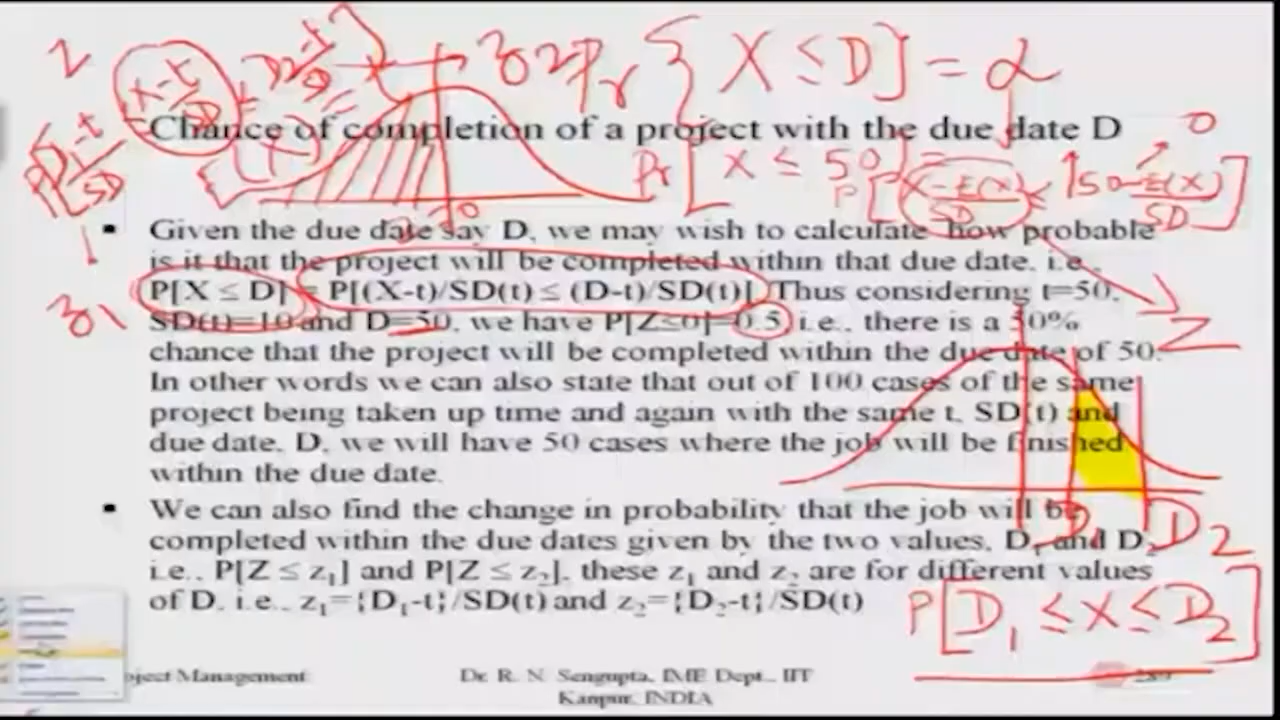 Pr { X ≤ D ] = α
Chance of completion of a project with the due date D
Pr [ X ≤ 50 ] =
P[ X-E(X)/SD ≤ 50-E(X)/SD ]
• Given the due date say D, we may wish to calculate how probable
is it that the project will be completed within that due date, i.e.,
P[X ≤ D] = P[(X-t)/SD(t) ≤ (D-t)/SD(t)] Thus considering t=50,
SD(t)=10 and D=50, we have P[Z≤0]=0.5, i.e., there is a 50%
chance that the project will be completed within the due date of 50.
In other words we can also state that out of 100 cases of the same
project being taken up time and again with the same t, SD(t) and
due date, D, we will have 50 cases where the job will be finished
within the due date.
• We can also find the change in probability that the job will be
completed within the due dates given by the two values, D1 and D2
i.e., P[Z ≤ z1] and P[Z ≤ z2], these z1 and z2 are for different values
of D, i.e., z1={D1-t}/SD(t) and z2={D2-t}/SD(t)
Z
D2
P[D1 ≤ X ≤ D2]
oject Management
Dr. R. N. Sengupta, IME Dept., IIT
Kanpur, INDIA